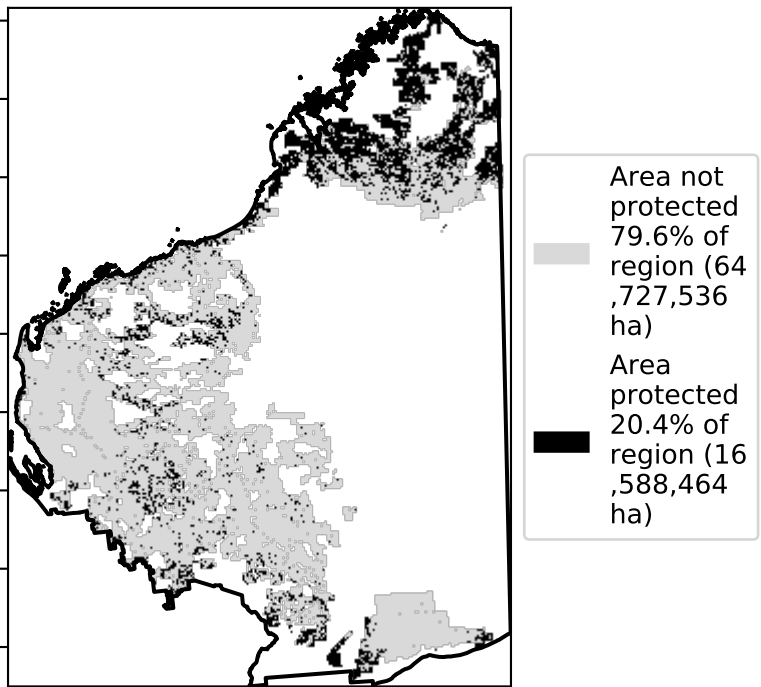 Area not
protected
79.6% of
region (64
,727,536
ha)
Area
protected
20.4% of
region (16
,588,464
ha)